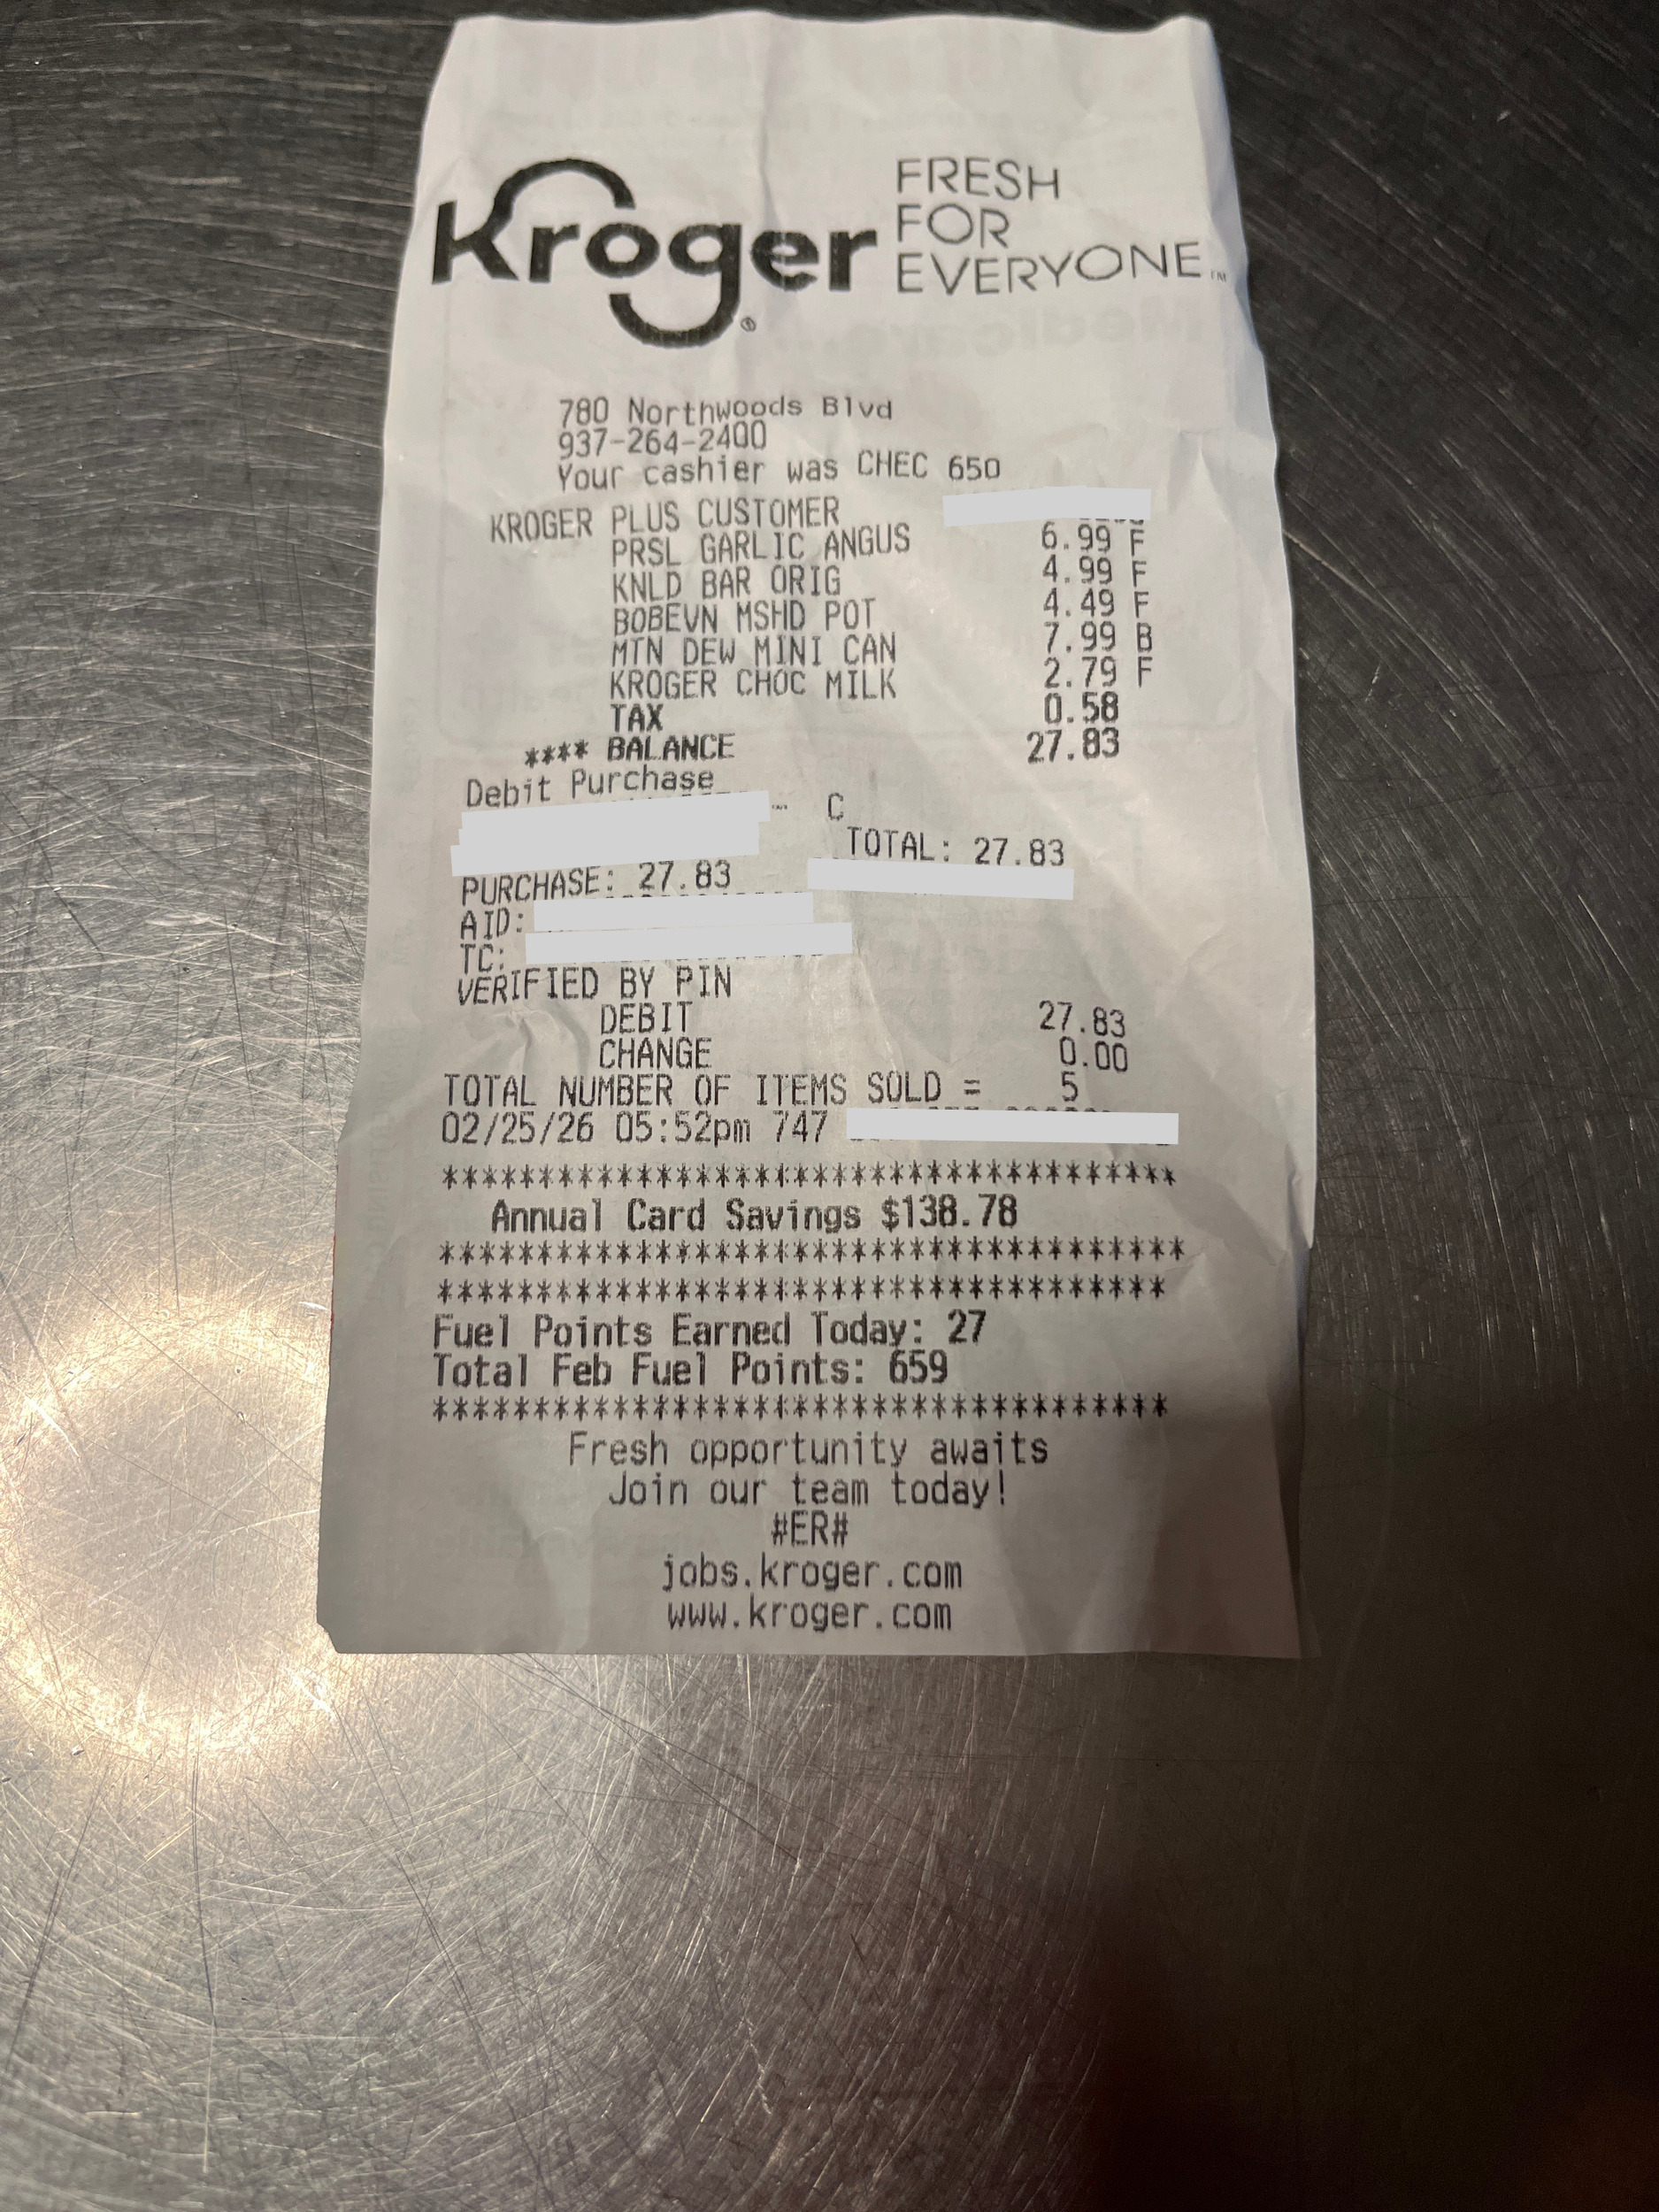 Kroger®
FRESH
FOR
EVERYONE™
780 Northwoods Blvd
937-264-2400
Your cashier was CHEC 650
KROGER PLUS CUSTOMER
PRSL GARLIC ANGUS 6.99 F
KNLD BAR ORIG 4.99 F
BOBEVN MSHD POT 4.49 F
MTN DEW MINI CAN 7.99 B
KROGER CHOC MILK 2.79 F
TAX 0.58
**** BALANCE 27.83
Debit Purchase
C
TOTAL: 27.83
PURCHASE: 27.83
AID:
TC:
VERIFIED BY PIN
DEBIT 27.83
CHANGE 0.00
TOTAL NUMBER OF ITEMS SOLD = 5
02/25/26 05:52pm 747
*************************************
Annual Card Savings $138.78
*************************************
*************************************
Fuel Points Earned Today: 27
Total Feb Fuel Points: 659
*************************************
Fresh opportunity awaits
Join our team today!
#ER#
jobs.kroger.com
www.kroger.com